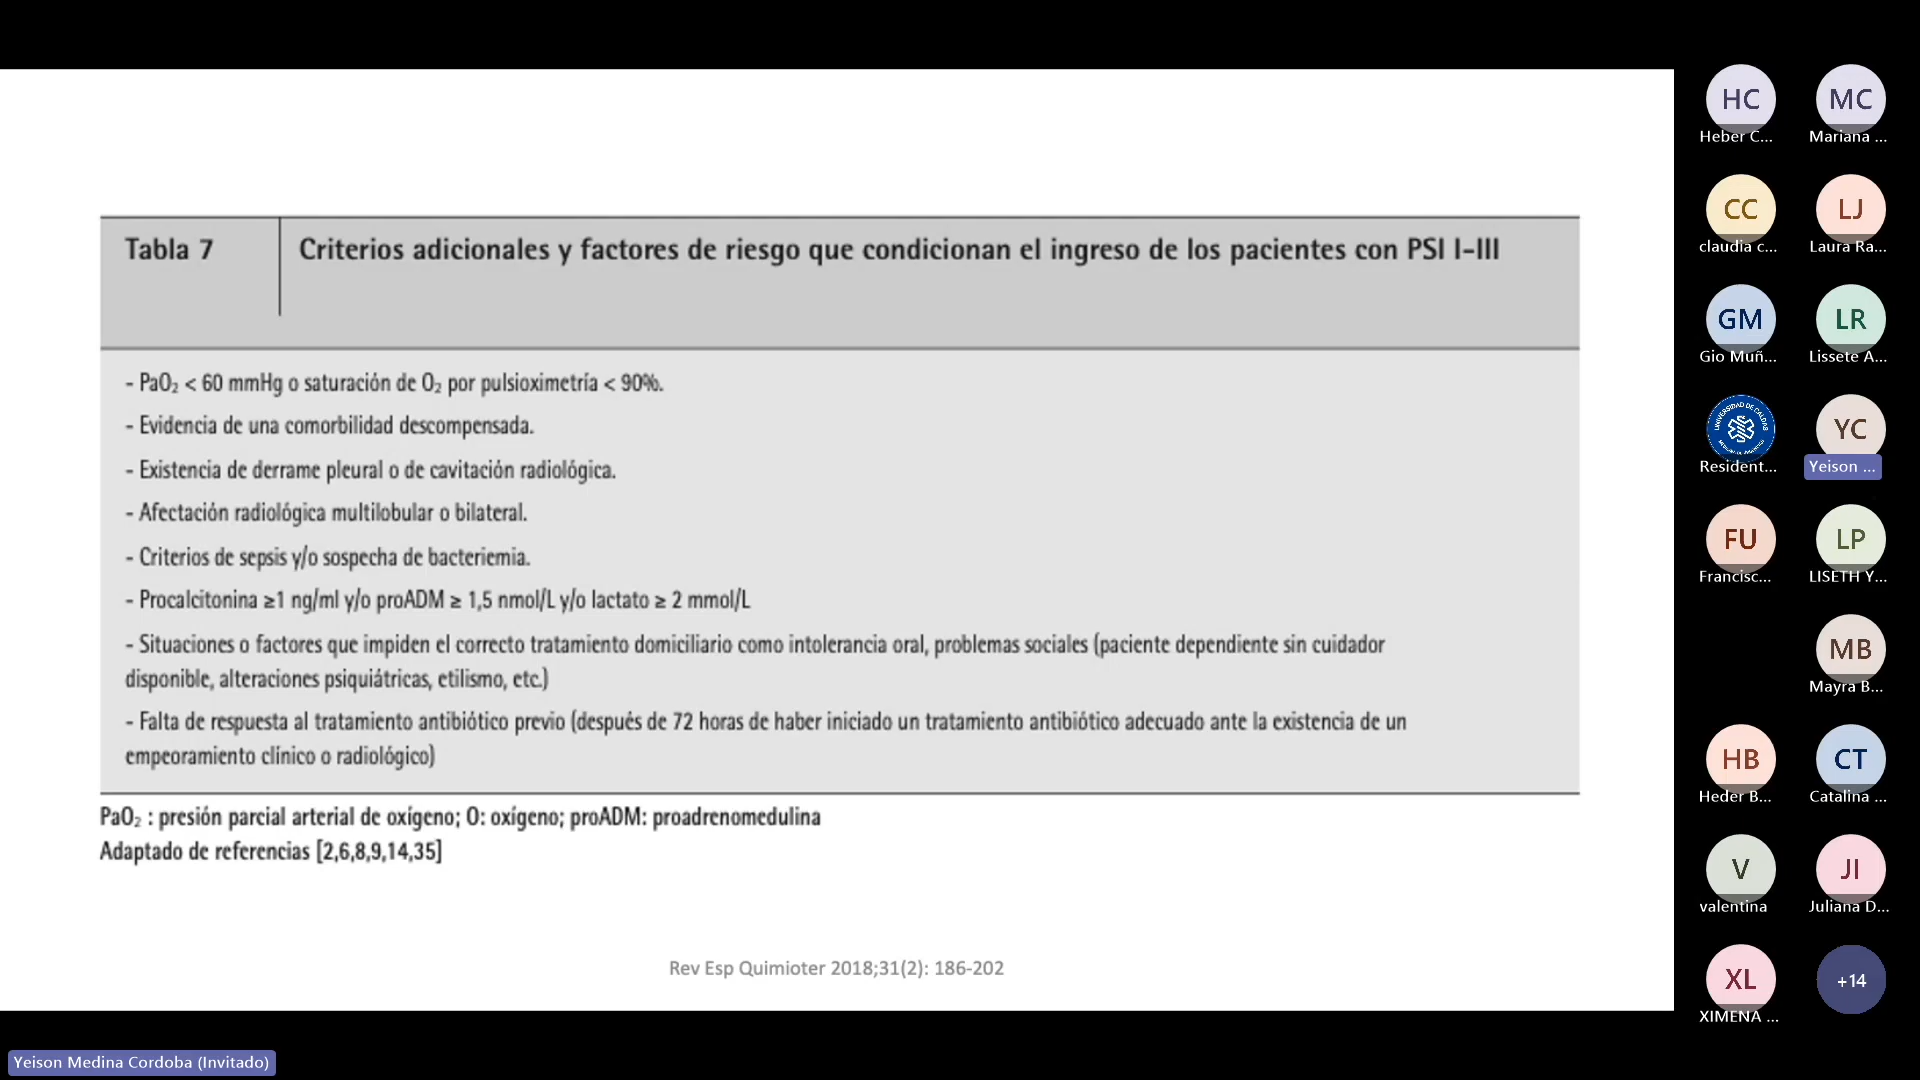 Tabla 7
Criterios adicionales y factores de riesgo que condicionan el ingreso de los pacientes con PSI I-III
- PaO₂ < 60 mmHg o saturación de O₂ por pulsioximetría < 90%.
- Evidencia de una comorbilidad descompensada.
- Existencia de derrame pleural o de cavitación radiológica.
- Afectación radiológica multilobular o bilateral.
- Criterios de sepsis y/o sospecha de bacteriemia.
- Procalcitonina ≥1 ng/ml y/o proADM ≥ 1,5 nmol/L y/o lactato ≥ 2 mmol/L
- Situaciones o factores que impiden el correcto tratamiento domiciliario como intolerancia oral, problemas sociales (paciente dependiente sin cuidador
disponible, alteraciones psiquiátricas, etilismo, etc.)
- Falta de respuesta al tratamiento antibiótico previo (después de 72 horas de haber iniciado un tratamiento antibiótico adecuado ante la existencia de un
empeoramiento clínico o radiológico)
PaO₂ : presión parcial arterial de oxígeno; O: oxígeno; proADM: proadrenomedulina
Adaptado de referencias [2,6,8,9,14,35]
Rev Esp Quimioter 2018;31(2): 186-202
Yeison Medina Cordoba (Invitado)
HC
Heber C...
MC
Mariana ...
CC
claudia c...
LJ
Laura Ra...
GM
Gio Muñ...
LR
Lissete A...
UNIVERSIDAD DE CALDAS
Resident...
YC
Yeison ...
FU
Francisc...
LP
LISETH Y...
MB
Mayra B...
HB
Heder B...
CT
Catalina ...
V
valentina
JI
Juliana D...
XL
XIMENA ...
+14